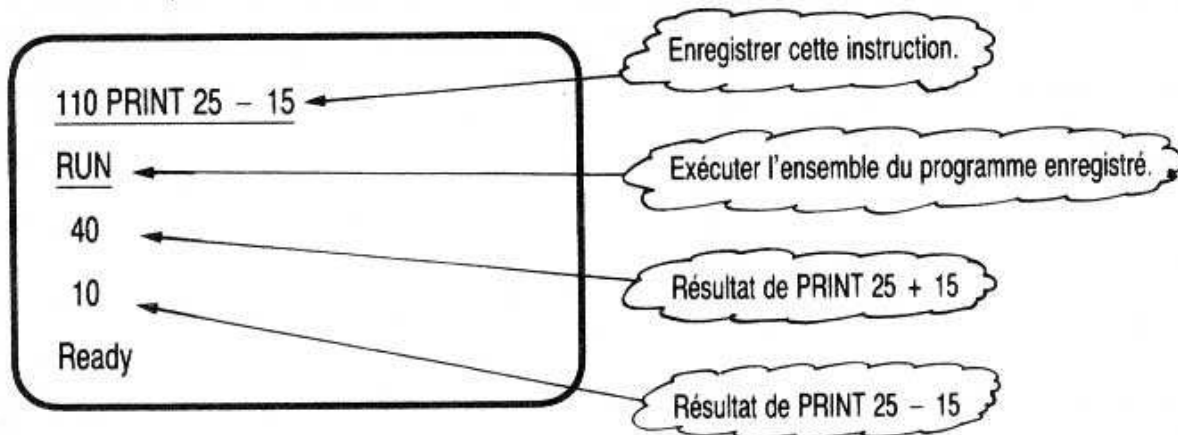 110 PRINT 25 – 15
Enregistrer cette instruction.
RUN
Exécuter l'ensemble du programme enregistré.
40
Résultat de PRINT 25 + 15
10
Résultat de PRINT 25 – 15
Ready